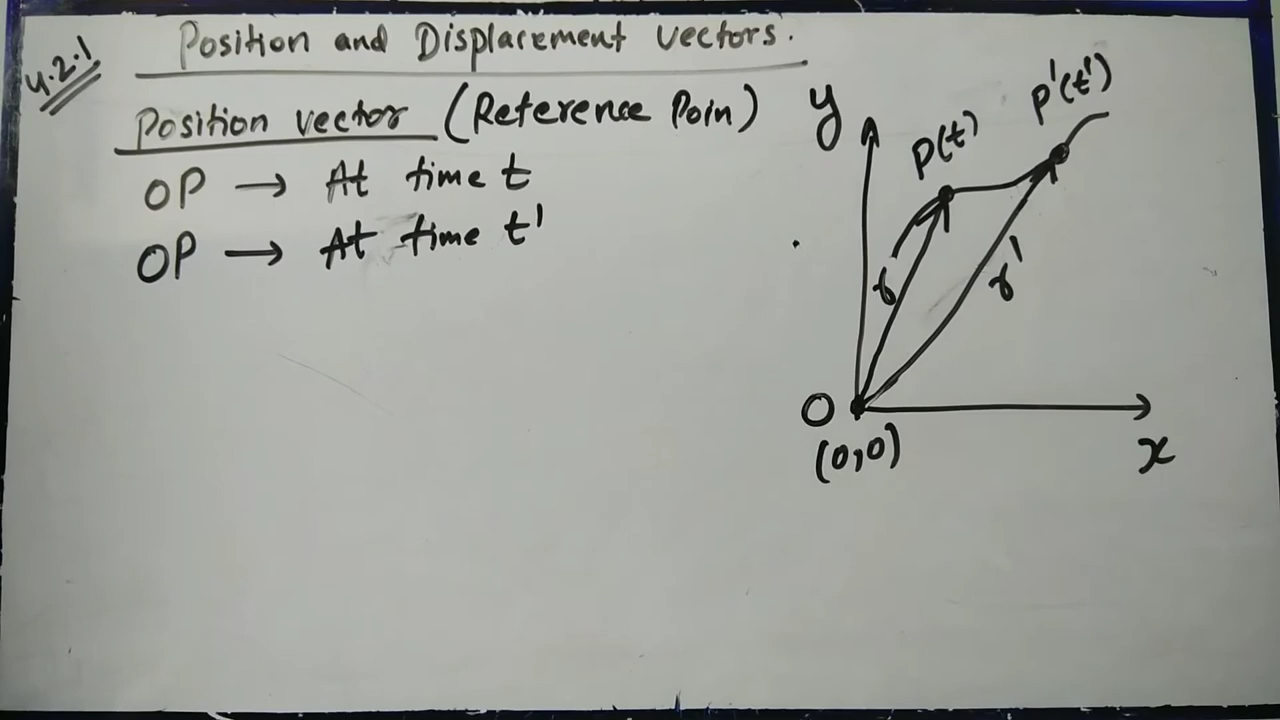 4.2.1
Position and Displacement vectors.
Position vector (Reference Poin)
OP → At time t
OP → At time t'
y
P(t)
P'(t')
r
r'
O
(0,0)
x